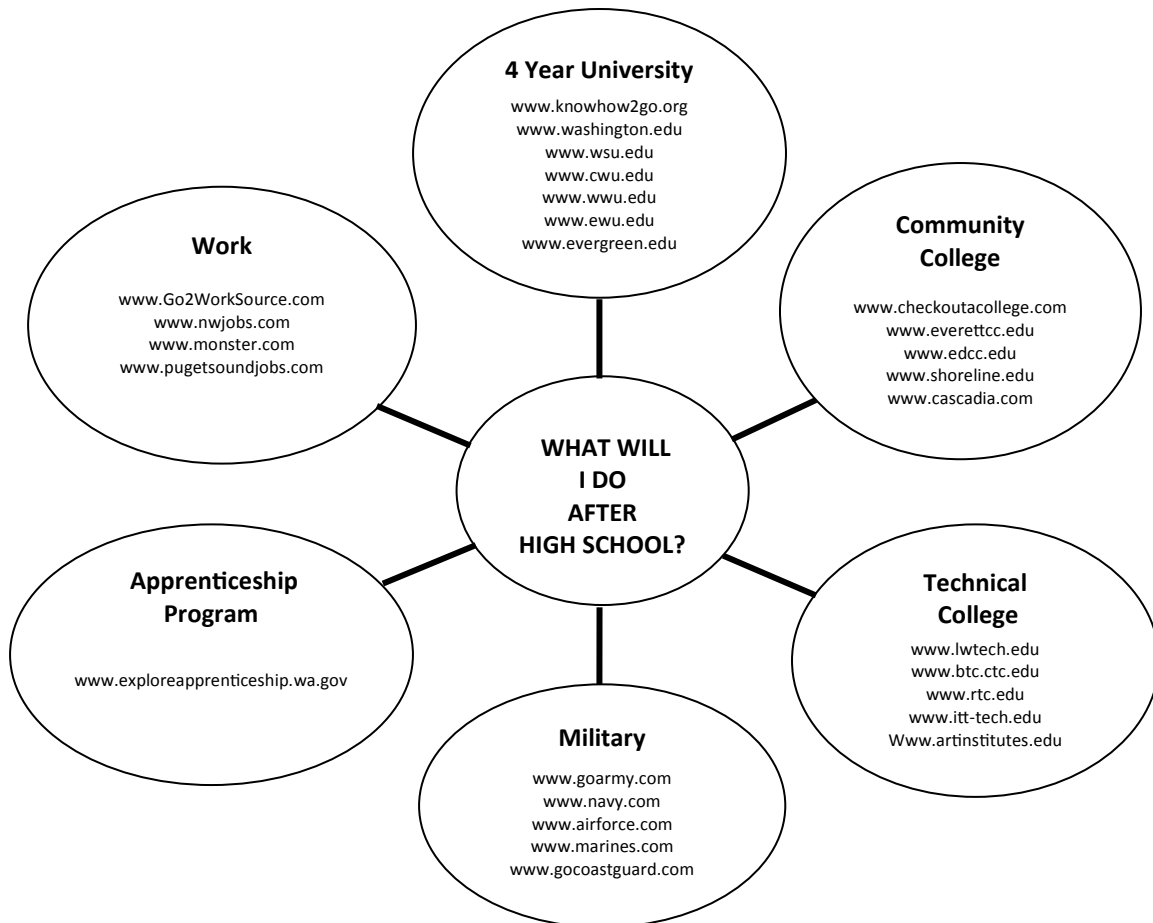 4 Year University
www.knowhow2go.org
www.washington.edu
www.wsu.edu
www.cwu.edu
www.wwu.edu
www.ewu.edu
www.evergreen.edu
Community
College
www.checkoutacollege.com
www.everettcc.edu
www.edcc.edu
www.shoreline.edu
www.cascadia.com
Work
www.Go2WorkSource.com
www.nwjobs.com
www.monster.com
www.pugetsoundjobs.com
WHAT WILL
I DO
AFTER
HIGH SCHOOL?
Apprenticeship
Program
www.exploreapprenticeship.wa.gov
Technical
College
www.lwtech.edu
www.btc.ctc.edu
www.rtc.edu
www.itt-tech.edu
Www.artinstitutes.edu
Military
www.goarmy.com
www.navy.com
www.airforce.com
www.marines.com
www.gocoastguard.com